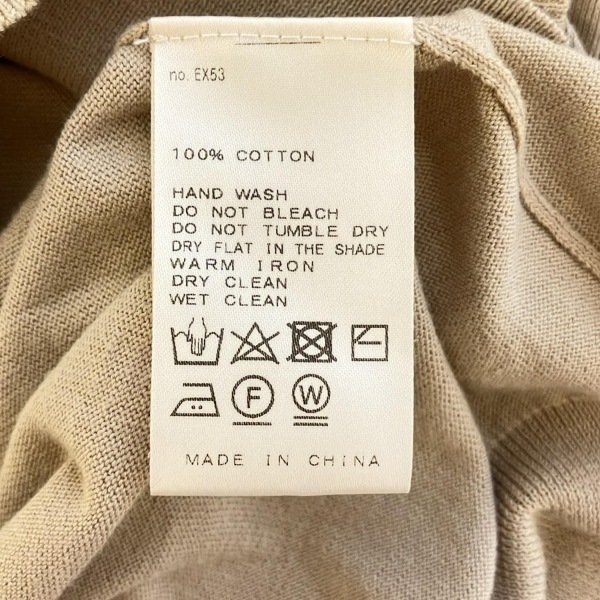 no. EX53
100% COTTON
HAND WASH
DO NOT BLEACH
DO NOT TUMBLE DRY
DRY FLAT IN THE SHADE
WARM IRON
DRY CLEAN
WET CLEAN
F W
MADE IN CHINA